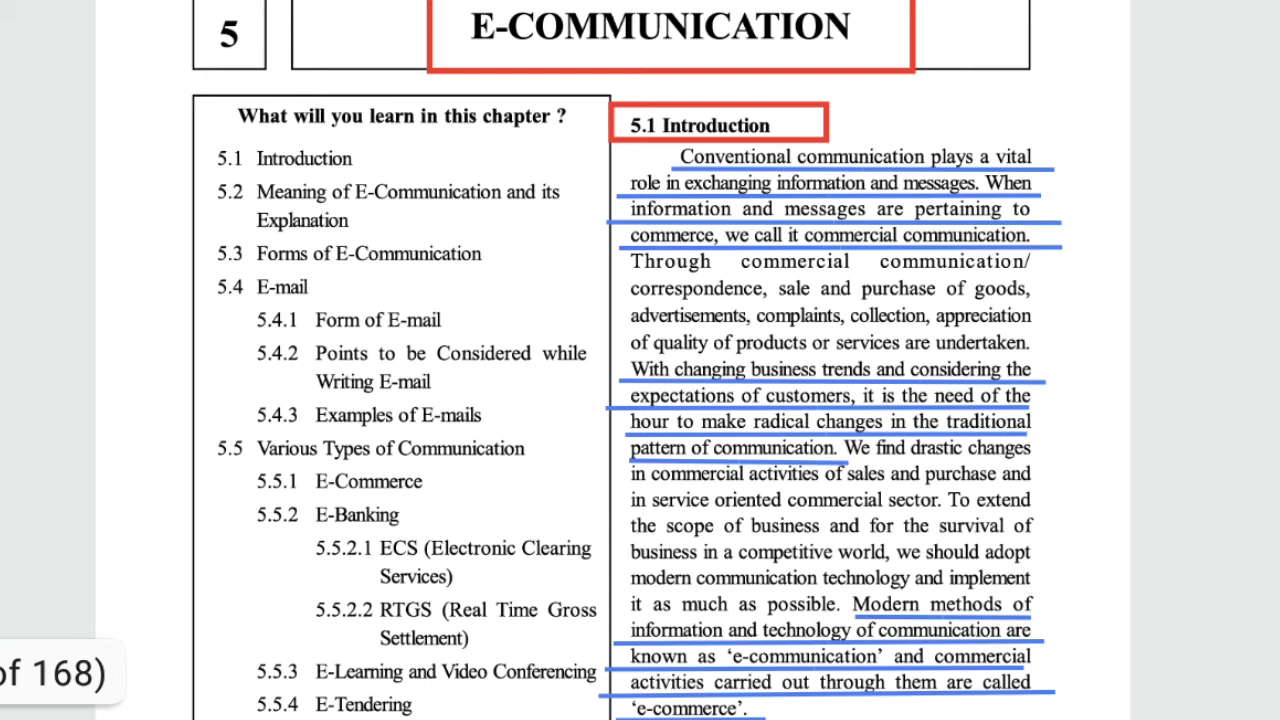 5
E-COMMUNICATION
What will you learn in this chapter ?
5.1 Introduction
5.2 Meaning of E-Communication and its
Explanation
5.3 Forms of E-Communication
5.4 E-mail
5.4.1 Form of E-mail
5.4.2 Points to be Considered while
Writing E-mail
5.4.3 Examples of E-mails
5.5 Various Types of Communication
5.5.1 E-Commerce
5.5.2 E-Banking
5.5.2.1 ECS (Electronic Clearing
Services)
5.5.2.2 RTGS (Real Time Gross
Settlement)
5.5.3 E-Learning and Video Conferencing
5.5.4 E-Tendering
5.1 Introduction
Conventional communication plays a vital
role in exchanging information and messages. When
information and messages are pertaining to
commerce, we call it commercial communication.
Through commercial communication/
correspondence, sale and purchase of goods,
advertisements, complaints, collection, appreciation
of quality of products or services are undertaken.
With changing business trends and considering the
expectations of customers, it is the need of the
hour to make radical changes in the traditional
pattern of communication. We find drastic changes
in commercial activities of sales and purchase and
in service oriented commercial sector. To extend
the scope of business and for the survival of
business in a competitive world, we should adopt
modern communication technology and implement
it as much as possible. Modern methods of
information and technology of communication are
known as ‘e-communication’ and commercial
activities carried out through them are called
‘e-commerce’.
of 168)